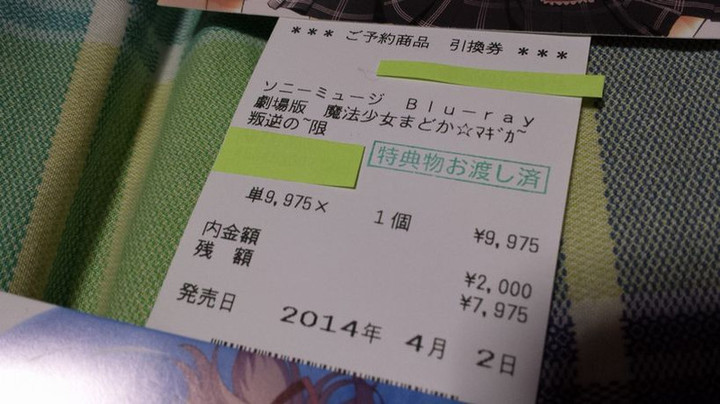 *** ご予約商品 引換券 ***
ソニーミュージ Blu-ray
劇場版 魔法少女まどか☆ﾏｷﾞｶ~
叛逆の~限
特典物お渡し済
単9,975× 1個 ¥9,975
内金額 ¥2,000
残 額 ¥7,975
発売日 2014年 4月 2日